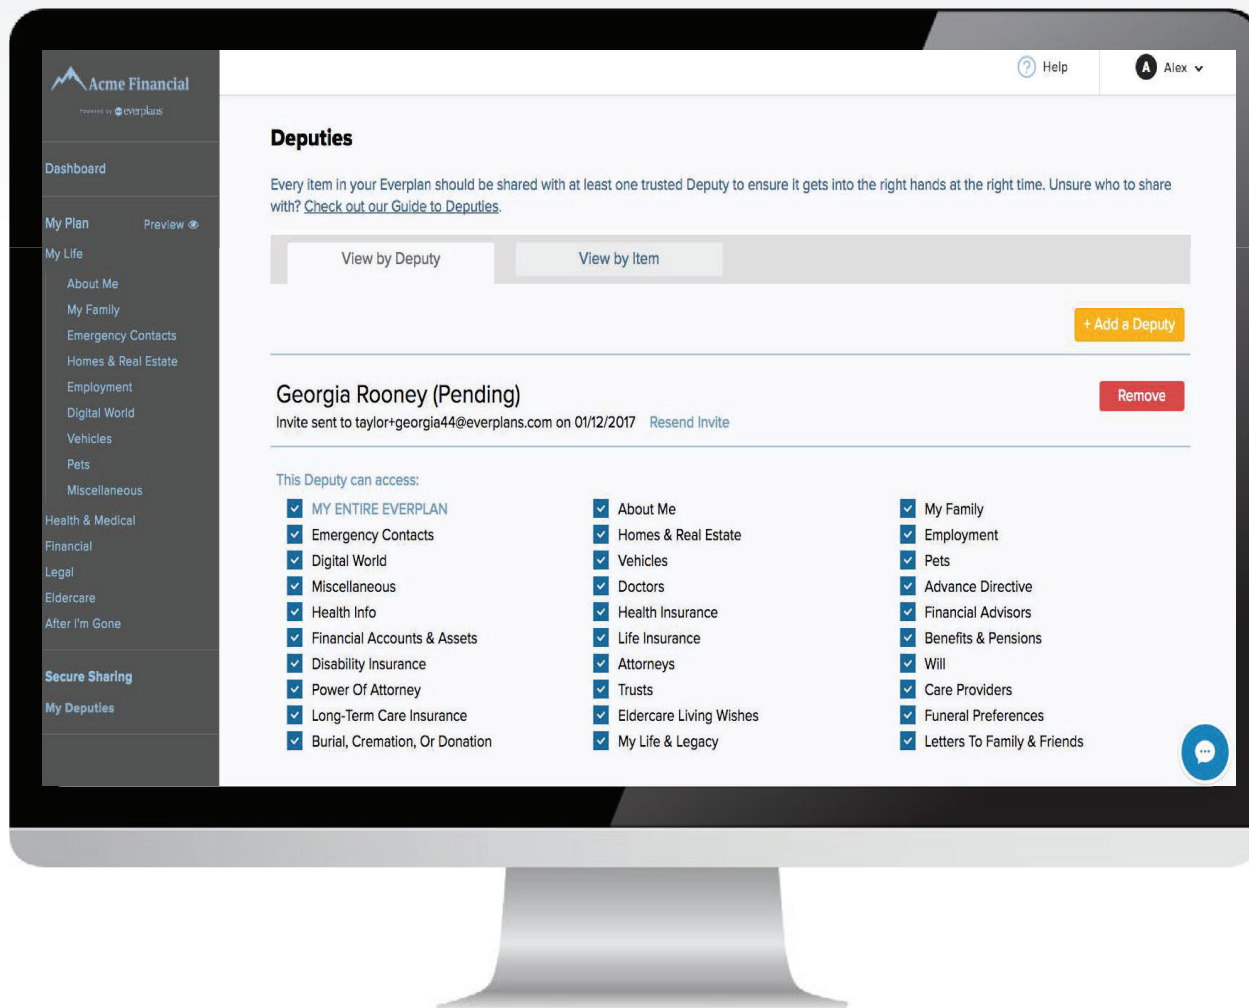 Acme Financial
Powered by everplans
Help
A Alex
Dashboard
My Plan Preview
My Life
About Me
My Family
Emergency Contacts
Homes & Real Estate
Employment
Digital World
Vehicles
Pets
Miscellaneous
Health & Medical
Financial
Legal
Eldercare
After I'm Gone
Secure Sharing
My Deputies
Deputies
Every item in your Everplan should be shared with at least one trusted Deputy to ensure it gets into the right hands at the right time. Unsure who to share
with? Check out our Guide to Deputies.
View by Deputy View by Item
+ Add a Deputy
Georgia Rooney (Pending)
Remove
Invite sent to taylor+georgia44@everplans.com on 01/12/2017 Resend Invite
This Deputy can access:
MY ENTIRE EVERPLAN About Me My Family
Emergency Contacts Homes & Real Estate Employment
Digital World Vehicles Pets
Miscellaneous Doctors Advance Directive
Health Info Health Insurance Financial Advisors
Financial Accounts & Assets Life Insurance Benefits & Pensions
Disability Insurance Attorneys Will
Power Of Attorney Trusts Care Providers
Long-Term Care Insurance Eldercare Living Wishes Funeral Preferences
Burial, Cremation, Or Donation My Life & Legacy Letters To Family & Friends